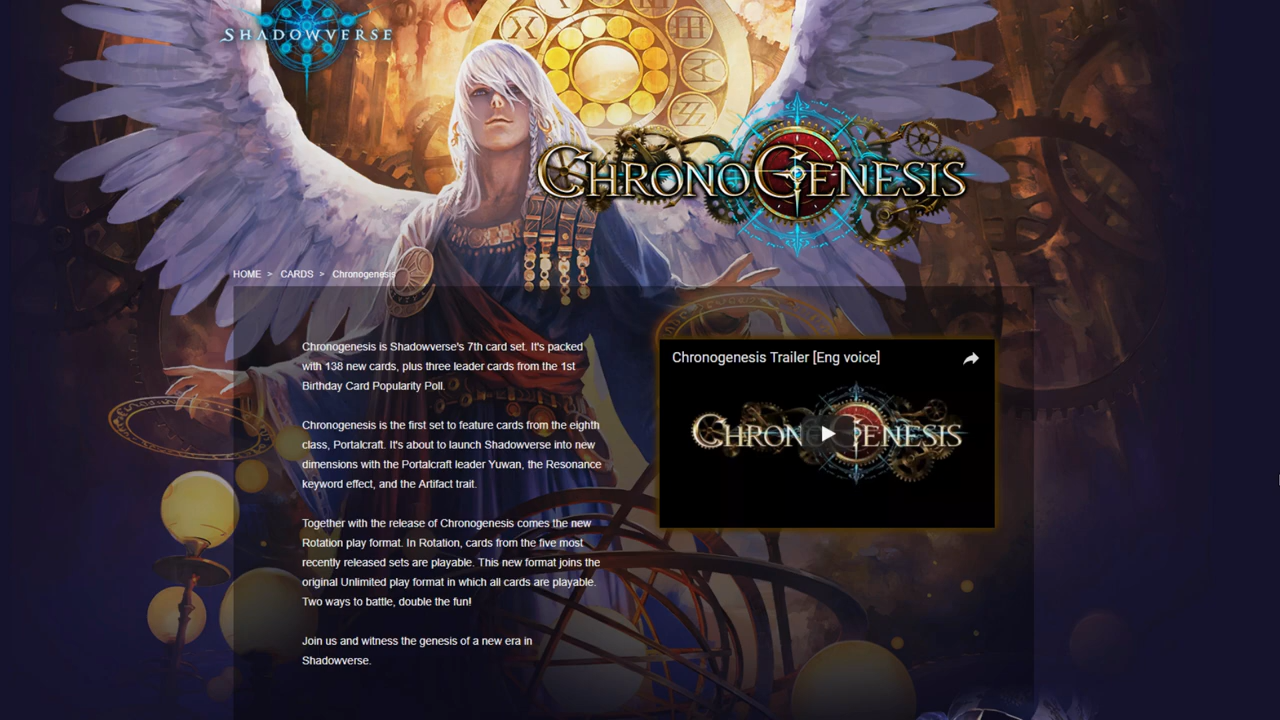 SHADOWVERSE
CHRONOGENESIS
HOME > CARDS > Chronogenesis
Chronogenesis is Shadowverse's 7th card set. It's packed
with 138 new cards, plus three leader cards from the 1st
Birthday Card Popularity Poll.
Chronogenesis is the first set to feature cards from the eighth
class, Portalcraft. It's about to launch Shadowverse into new
dimensions with the Portalcraft leader Yuwan, the Resonance
keyword effect, and the Artifact trait.
Together with the release of Chronogenesis comes the new
Rotation play format. In Rotation, cards from the five most
recently released sets are playable. This new format joins the
original Unlimited play format in which all cards are playable.
Two ways to battle, double the fun!
Join us and witness the genesis of a new era in
Shadowverse.
Chronogenesis Trailer [Eng voice]
CHRONOGENESIS